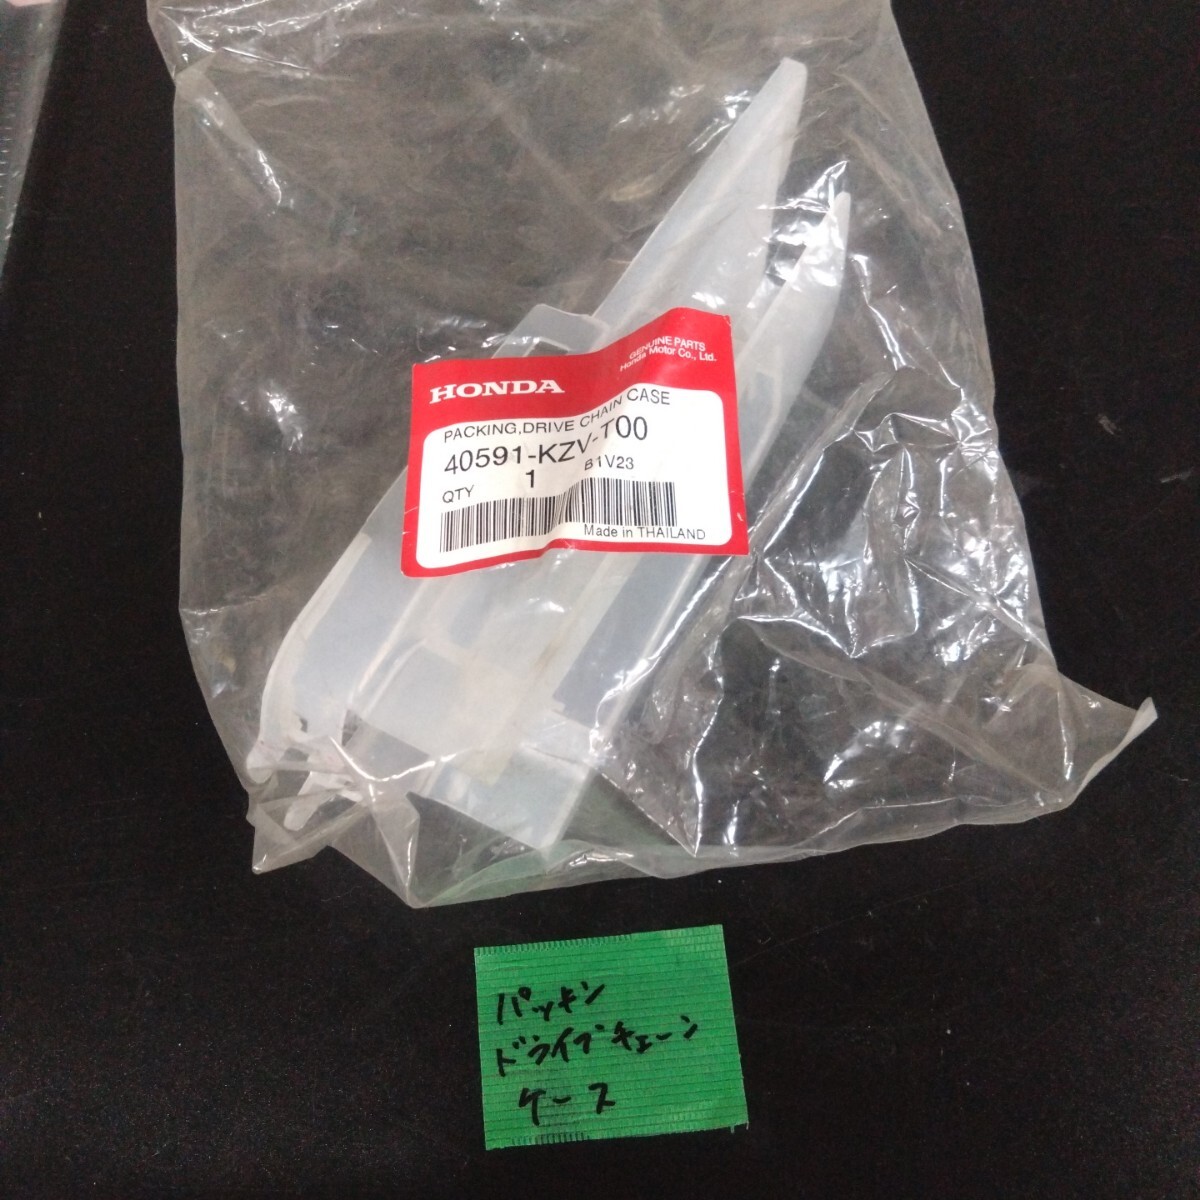 GENUINE PARTS
Honda Motor Co., Ltd.
HONDA
PACKING,DRIVE CHAIN CASE
40591-KZV-T00
QTY 1 B1V23
Made in THAILAND
パッキン
ドライブチェーン
ケース